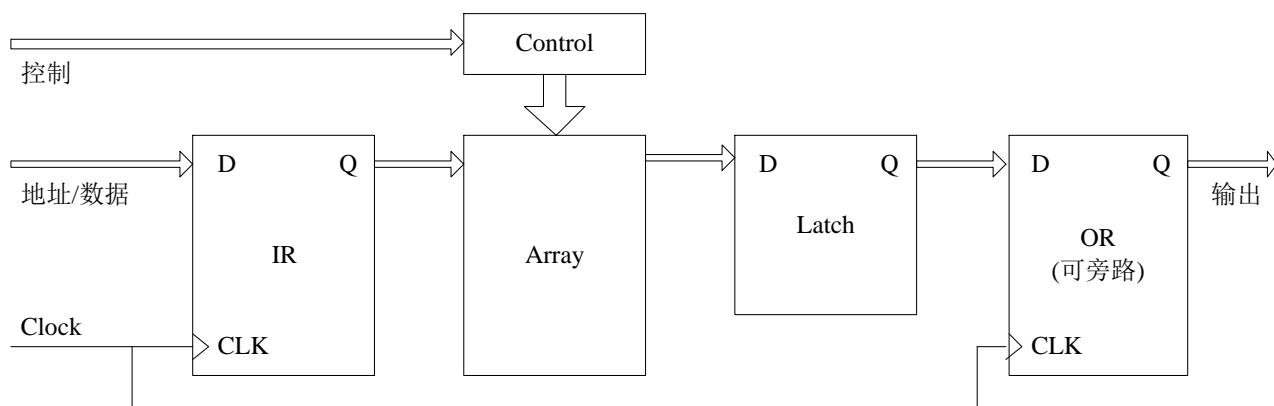 Control
控制
D Q
地址/数据
IR
Clock
CLK
Array
D Q
Latch
D Q
OR
(可旁路)
CLK
输出